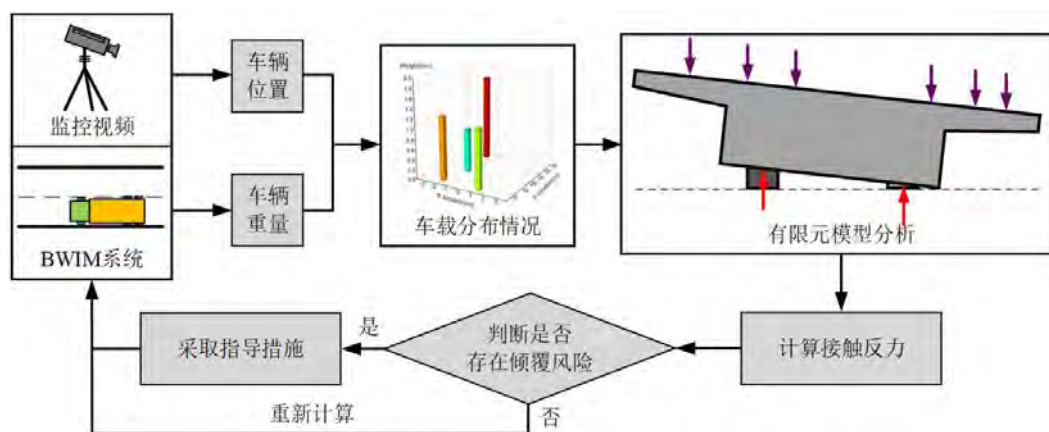 监控视频
BWIM系统
车辆
位置
车辆
重量
车载分布情况
有限元模型分析
计算接触反力
判断是否
存在倾覆风险
是
采取指导措施
否
重新计算